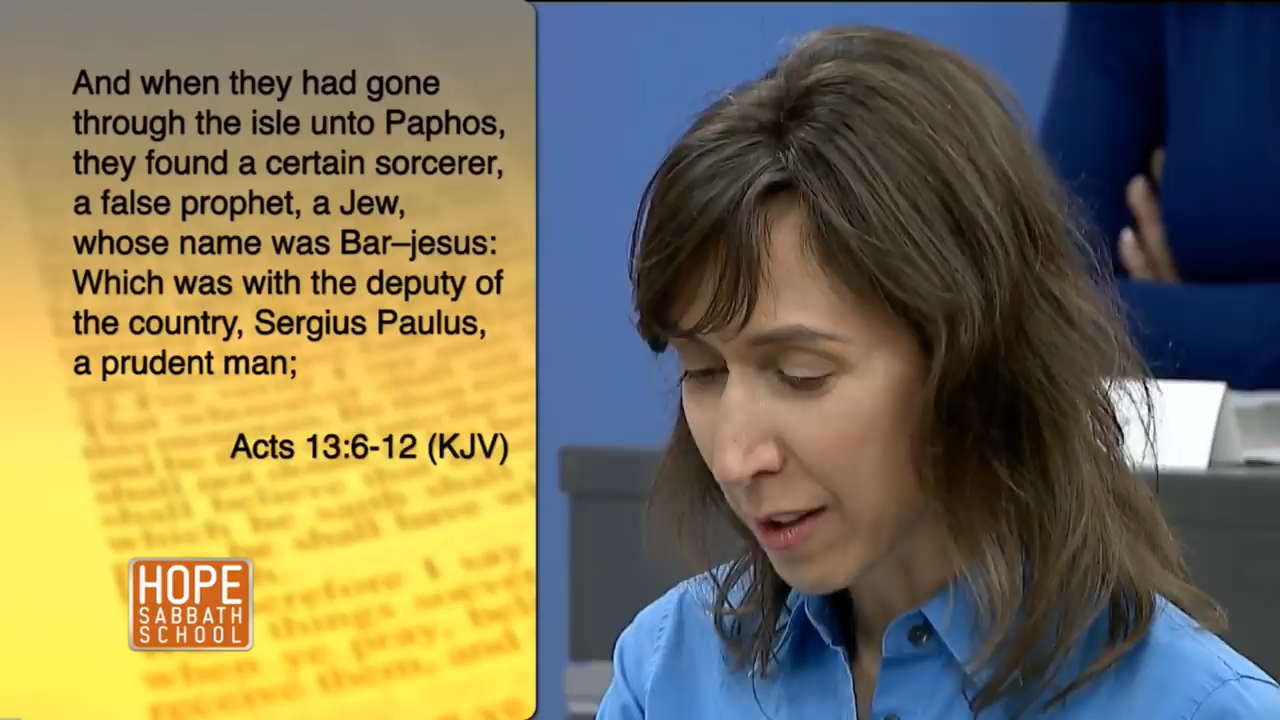 And when they had gone
through the isle unto Paphos,
they found a certain sorcerer,
a false prophet, a Jew,
whose name was Bar–jesus:
Which was with the deputy of
the country, Sergius Paulus,
a prudent man;
Acts 13:6-12 (KJV)
HOPE
SABBATH
SCHOOL